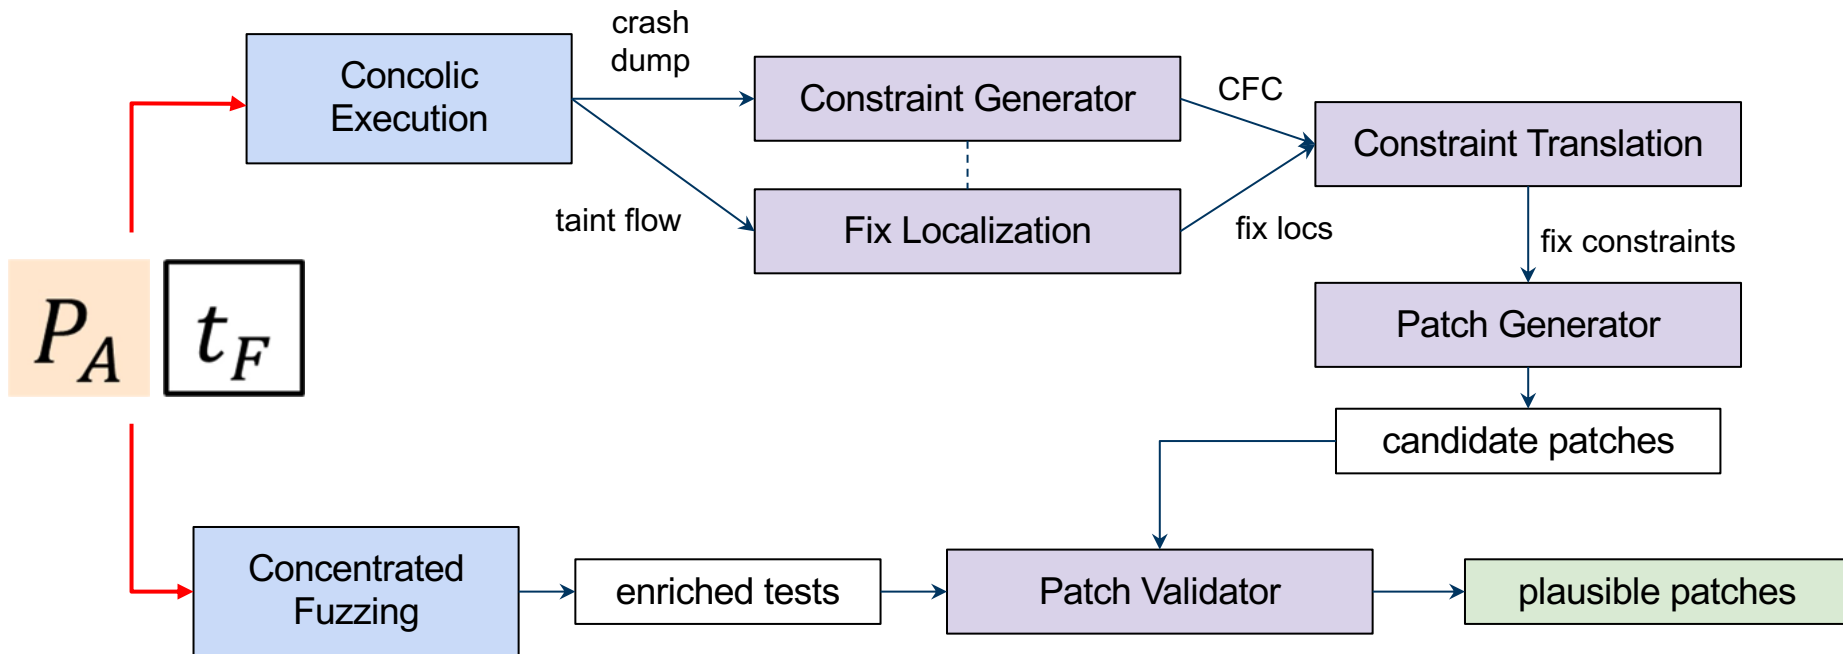 crash
dump
Concolic
Execution
Constraint Generator
CFC
Constraint Translation
taint flow
Fix Localization
fix locs
fix constraints
P_A
t_F
Patch Generator
candidate patches
Concentrated
Fuzzing
enriched tests
Patch Validator
plausible patches